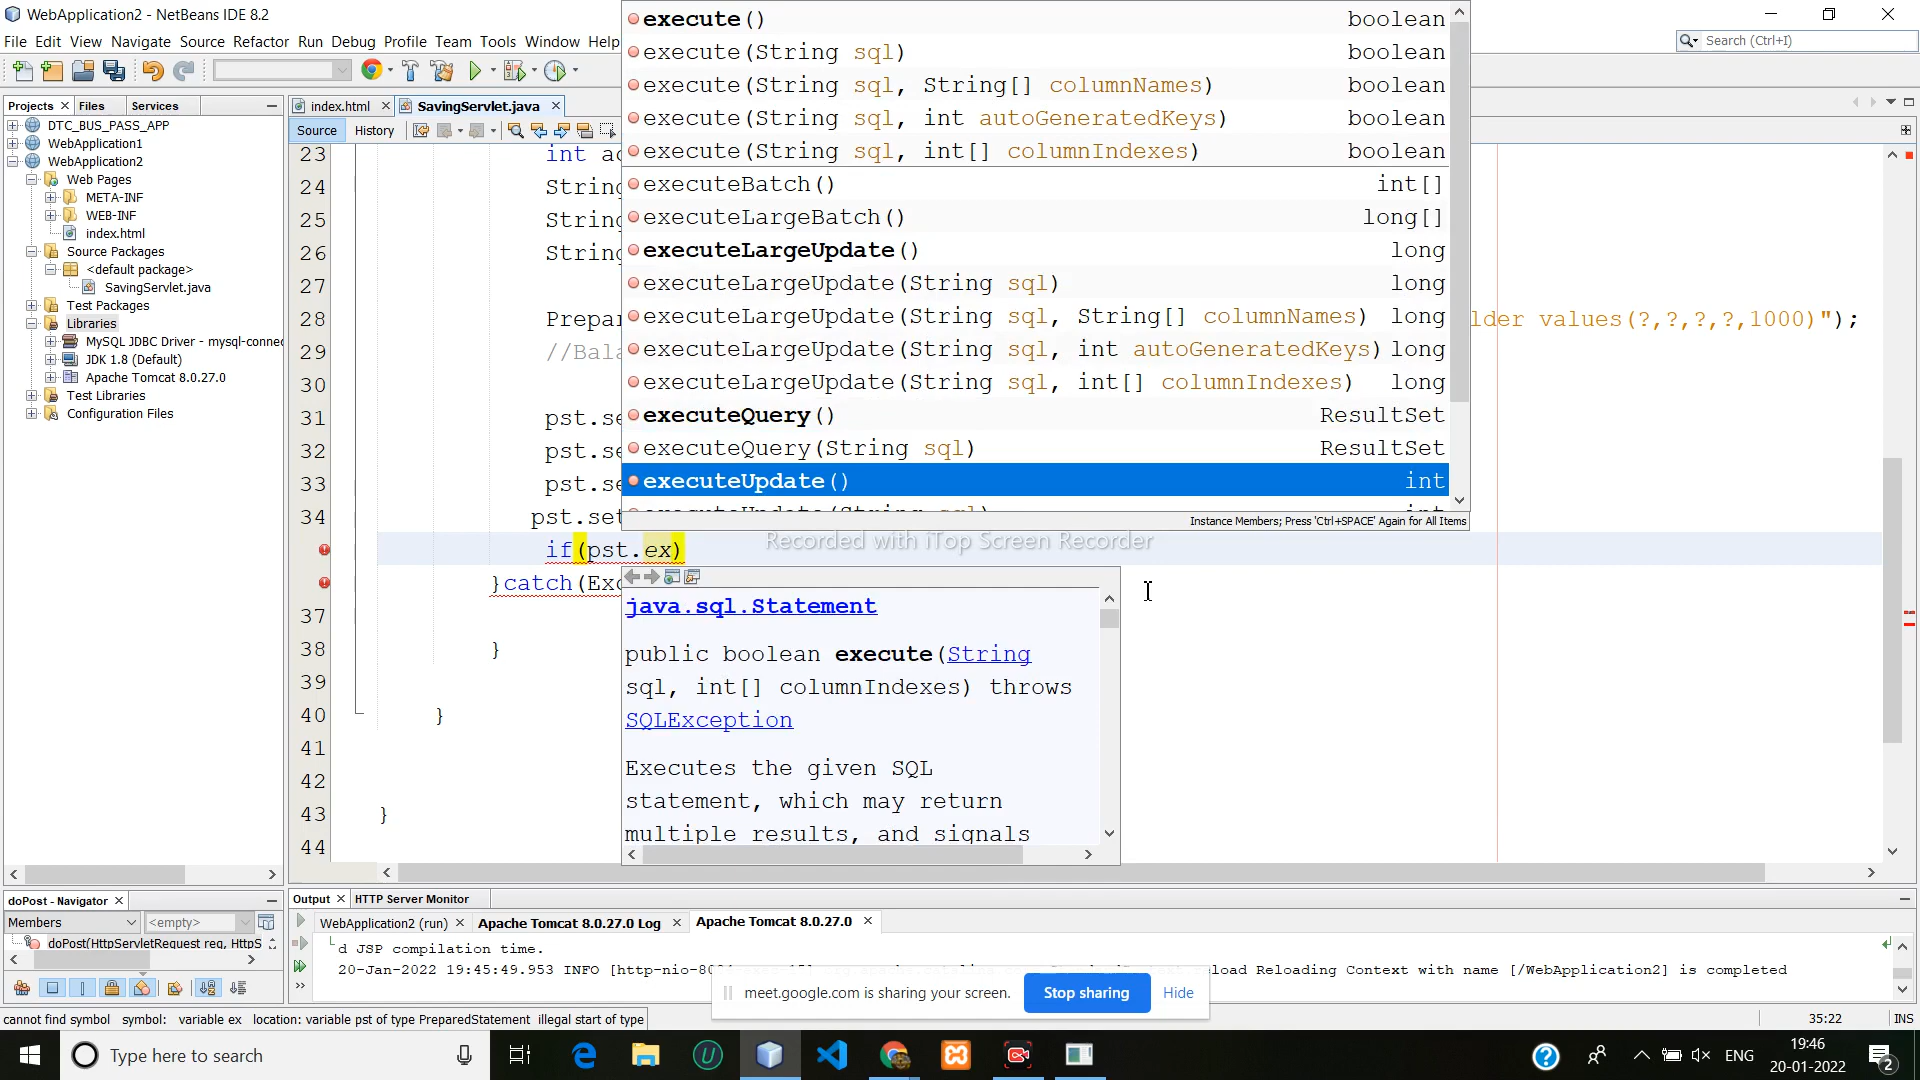 WebApplication2 - NetBeans IDE 8.2
File Edit View Navigate Source Refactor Run Debug Profile Team Tools Window Help
Search (Ctrl+I)
Projects Files Services
DTC_BUS_PASS_APP
WebApplication1
WebApplication2
Web Pages
META-INF
WEB-INF
index.html
Source Packages
<default package>
SavingServlet.java
Test Packages
Libraries
MySQL JDBC Driver - mysql-connec
JDK 1.8 (Default)
Apache Tomcat 8.0.27.0
Test Libraries
Configuration Files
index.html SavingServlet.java
Source History
execute() boolean
execute(String sql) boolean
execute(String sql, String[] columnNames) boolean
execute(String sql, int autoGeneratedKeys) boolean
execute(String sql, int[] columnIndexes) boolean
executeBatch() int[]
executeLargeBatch() long[]
executeLargeUpdate() long
executeLargeUpdate(String sql) long
executeLargeUpdate(String sql, String[] columnNames) long
executeLargeUpdate(String sql, int autoGeneratedKeys) long
executeLargeUpdate(String sql, int[] columnIndexes) long
executeQuery() ResultSet
executeQuery(String sql) ResultSet
executeUpdate() int
Instance Members; Press 'Ctrl+SPACE' Again for All Items
23 int ac
24 String
25 String
26 String
27
28 Prepar lder values(?,?,?,?,1000)");
29 //Bala
30
31 pst.se
32 pst.se
33 pst.se
34 pst.set
if(pst.ex)
}catch(Exc
37
38 }
39
40 }
41
42
43 }
44
Recorded with iTop Screen Recorder
java.sql.Statement
public boolean execute(String
sql, int[] columnIndexes) throws
SQLException
Executes the given SQL
statement, which may return
multiple results, and signals
doPost - Navigator
Members <empty>
doPost(HttpServletRequest req, HttpS
Output HTTP Server Monitor
WebApplication2 (run) Apache Tomcat 8.0.27.0 Log Apache Tomcat 8.0.27.0
d JSP compilation time.
20-Jan-2022 19:45:49.953 INFO [http-nio-80 eload Reloading Context with name [/WebApplication2] is completed
meet.google.com is sharing your screen. Stop sharing Hide
cannot find symbol symbol: variable ex location: variable pst of type PreparedStatement illegal start of type
35:22 INS
Type here to search
ENG
19:46
20-01-2022
2